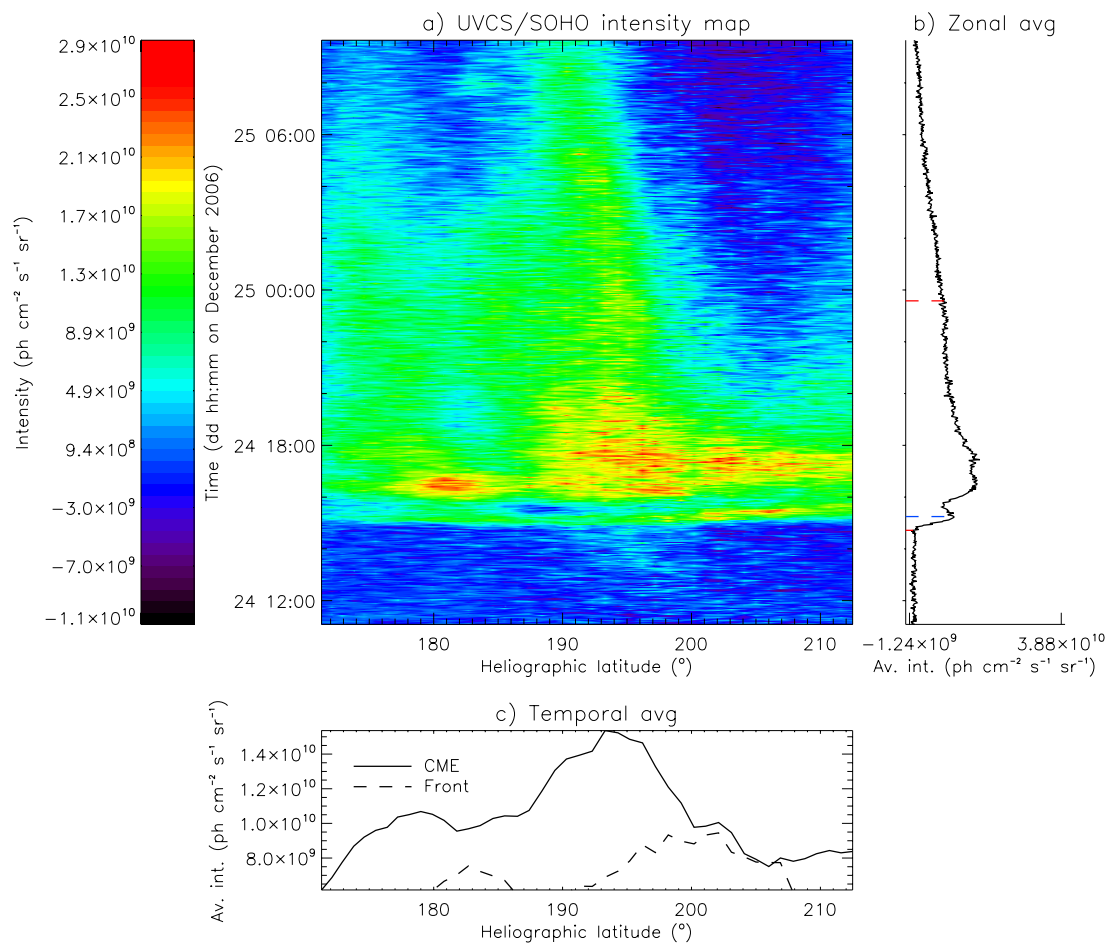 a) UVCS/SOHO intensity map
b) Zonal avg
2.9×10¹⁰
2.5×10¹⁰
2.1×10¹⁰
1.7×10¹⁰
1.3×10¹⁰
8.9×10⁹
4.9×10⁹
9.4×10⁸
−3.0×10⁹
−7.0×10⁹
−1.1×10¹⁰
Intensity (ph cm⁻² s⁻¹ sr⁻¹)
Time (dd hh:mm on December 2006)
25 06:00
25 00:00
24 18:00
24 12:00
180 190 200 210
Heliographic latitude (°)
−1.24×10⁹ 3.88×10¹⁰
Av. int. (ph cm⁻² s⁻¹ sr⁻¹)
c) Temporal avg
Av. int. (ph cm⁻² s⁻¹ sr⁻¹)
1.4×10¹⁰
1.2×10¹⁰
1.0×10¹⁰
8.0×10⁹
CME
Front
180 190 200 210
Heliographic latitude (°)